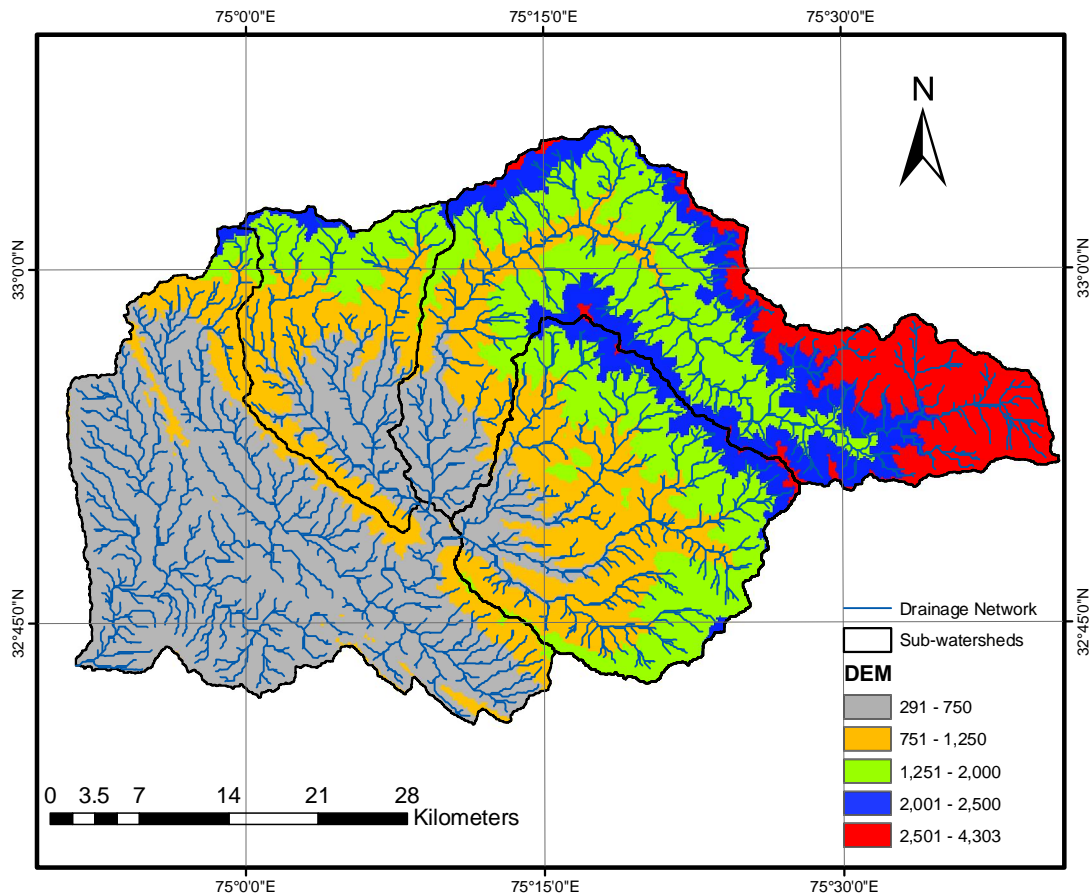 75°0'0"E 75°15'0"E 75°30'0"E
N
33°0'0"N 33°0'0"N
32°45'0"N 32°45'0"N
Drainage Network
Sub-watersheds
DEM
291 - 750
751 - 1,250
1,251 - 2,000
2,001 - 2,500
2,501 - 4,303
0 3.5 7 14 21 28
Kilometers
75°0'0"E 75°15'0"E 75°30'0"E